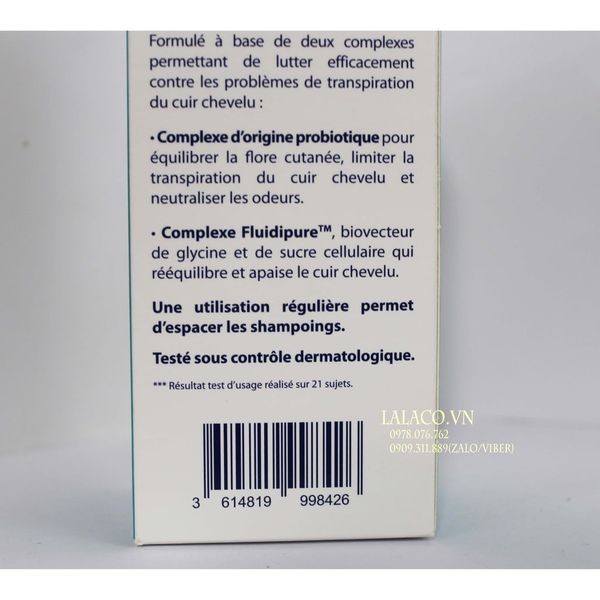 Formulé à base de deux complexes
permettant de lutter efficacement
contre les problèmes de transpiration
du cuir chevelu :
• Complexe d'origine probiotique pour
équilibrer la flore cutanée, limiter la
transpiration du cuir chevelu et
neutraliser les odeurs.
• Complexe Fluidipure™, biovecteur
de glycine et de sucre cellulaire qui
rééquilibre et apaise le cuir chevelu.
Une utilisation régulière permet
d'espacer les shampoings.
Testé sous contrôle dermatologique.
*** Résultat test d'usage réalisé sur 21 sujets.
LALACO.VN
0978.076.762
0909.311.889(ZALO/VIBER)
3 614819 998426